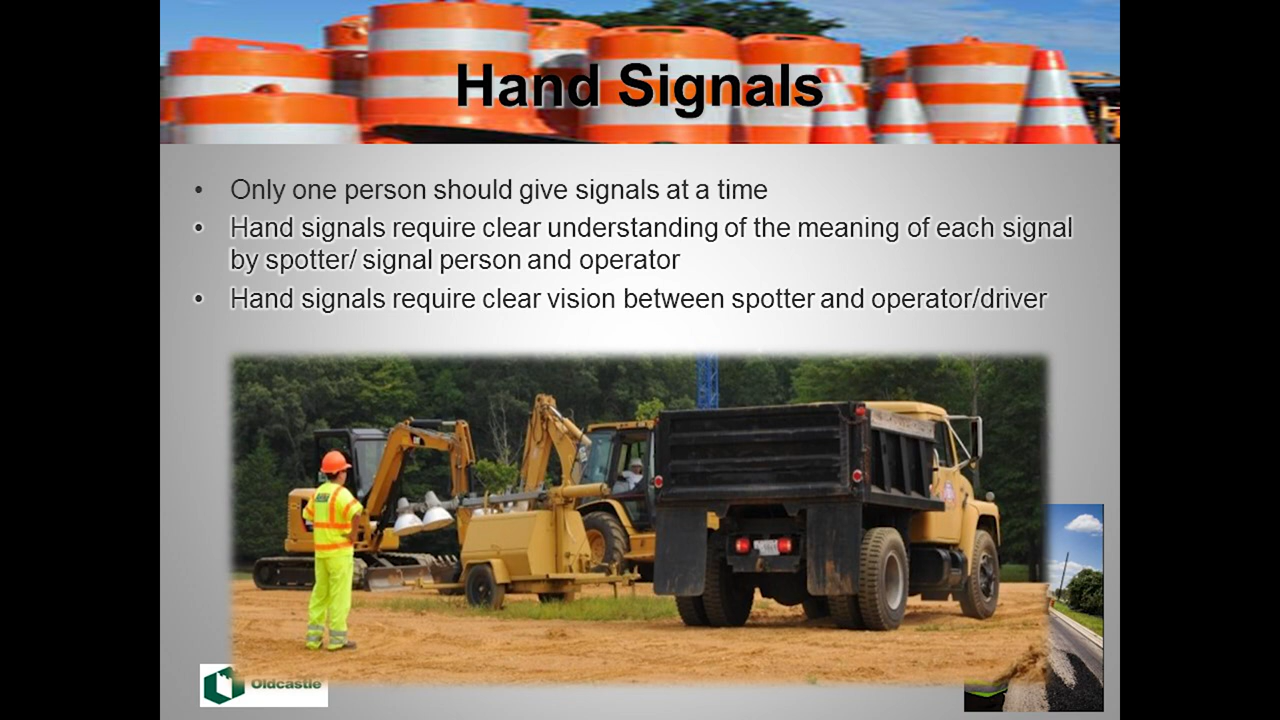 Hand Signals
• Only one person should give signals at a time
• Hand signals require clear understanding of the meaning of each signal
by spotter/ signal person and operator
• Hand signals require clear vision between spotter and operator/driver
Oldcastle